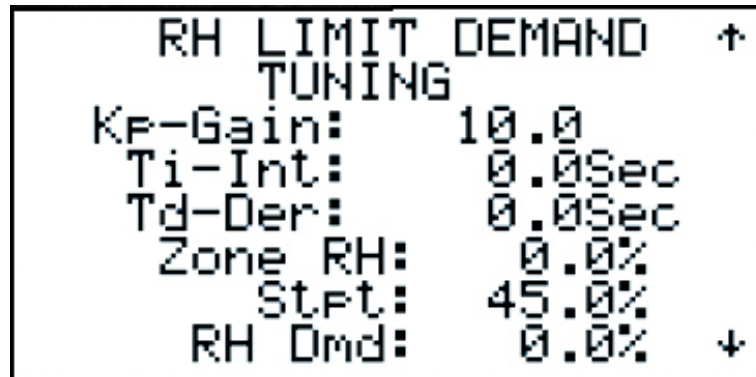 RH LIMIT DEMAND ↑
TUNING
Kp-Gain: 10.0
Ti-Int: 0.0Sec
Td-Der: 0.0Sec
Zone RH: 0.0%
Stpt: 45.0%
RH Dmd: 0.0% ↓